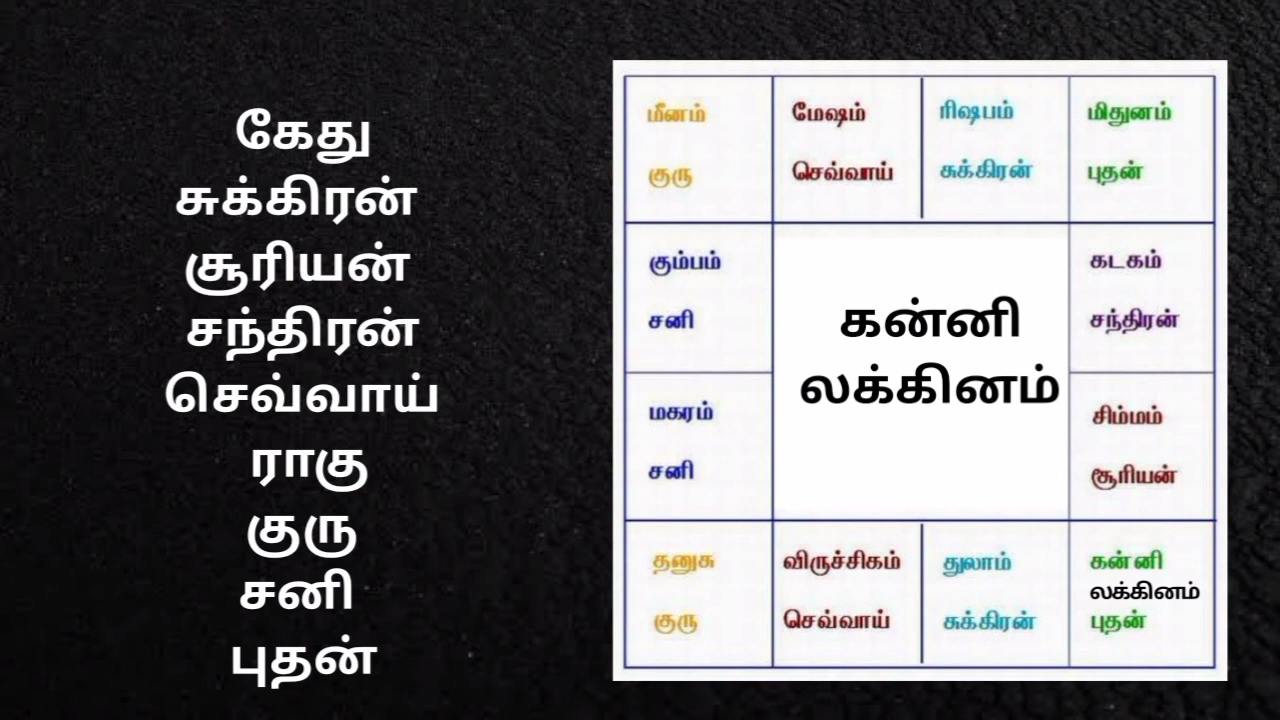 கேது
சுக்கிரன்
சூரியன்
சந்திரன்
செவ்வாய்
ராகு
குரு
சனி
புதன்
மீனம்
குரு
மேஷம்
செவ்வாய்
ரிஷபம்
சுக்கிரன்
மிதுனம்
புதன்
கும்பம்
சனி
கன்னி
லக்கினம்
கடகம்
சந்திரன்
மகரம்
சனி
சிம்மம்
சூரியன்
தனுசு
குரு
விருச்சிகம்
செவ்வாய்
துலாம்
சுக்கிரன்
கன்னி
லக்கினம்
புதன்